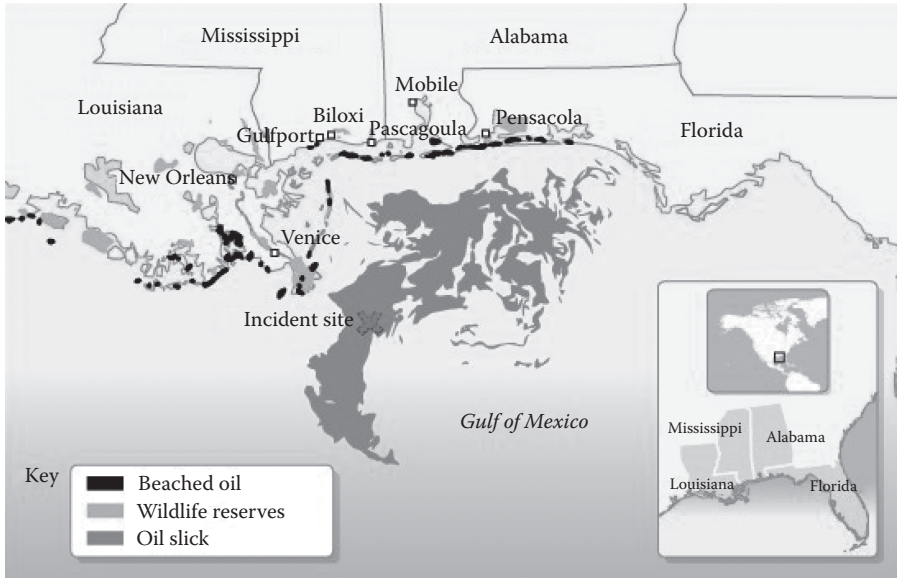 Mississippi
Alabama
Mobile
Louisiana
Biloxi
Pensacola
Gulfport
Pascagoula
Florida
New Orleans
Venice
Incident site
Gulf of Mexico
Key
Beached oil
Wildlife reserves
Oil slick
Mississippi
Alabama
Louisiana
Florida